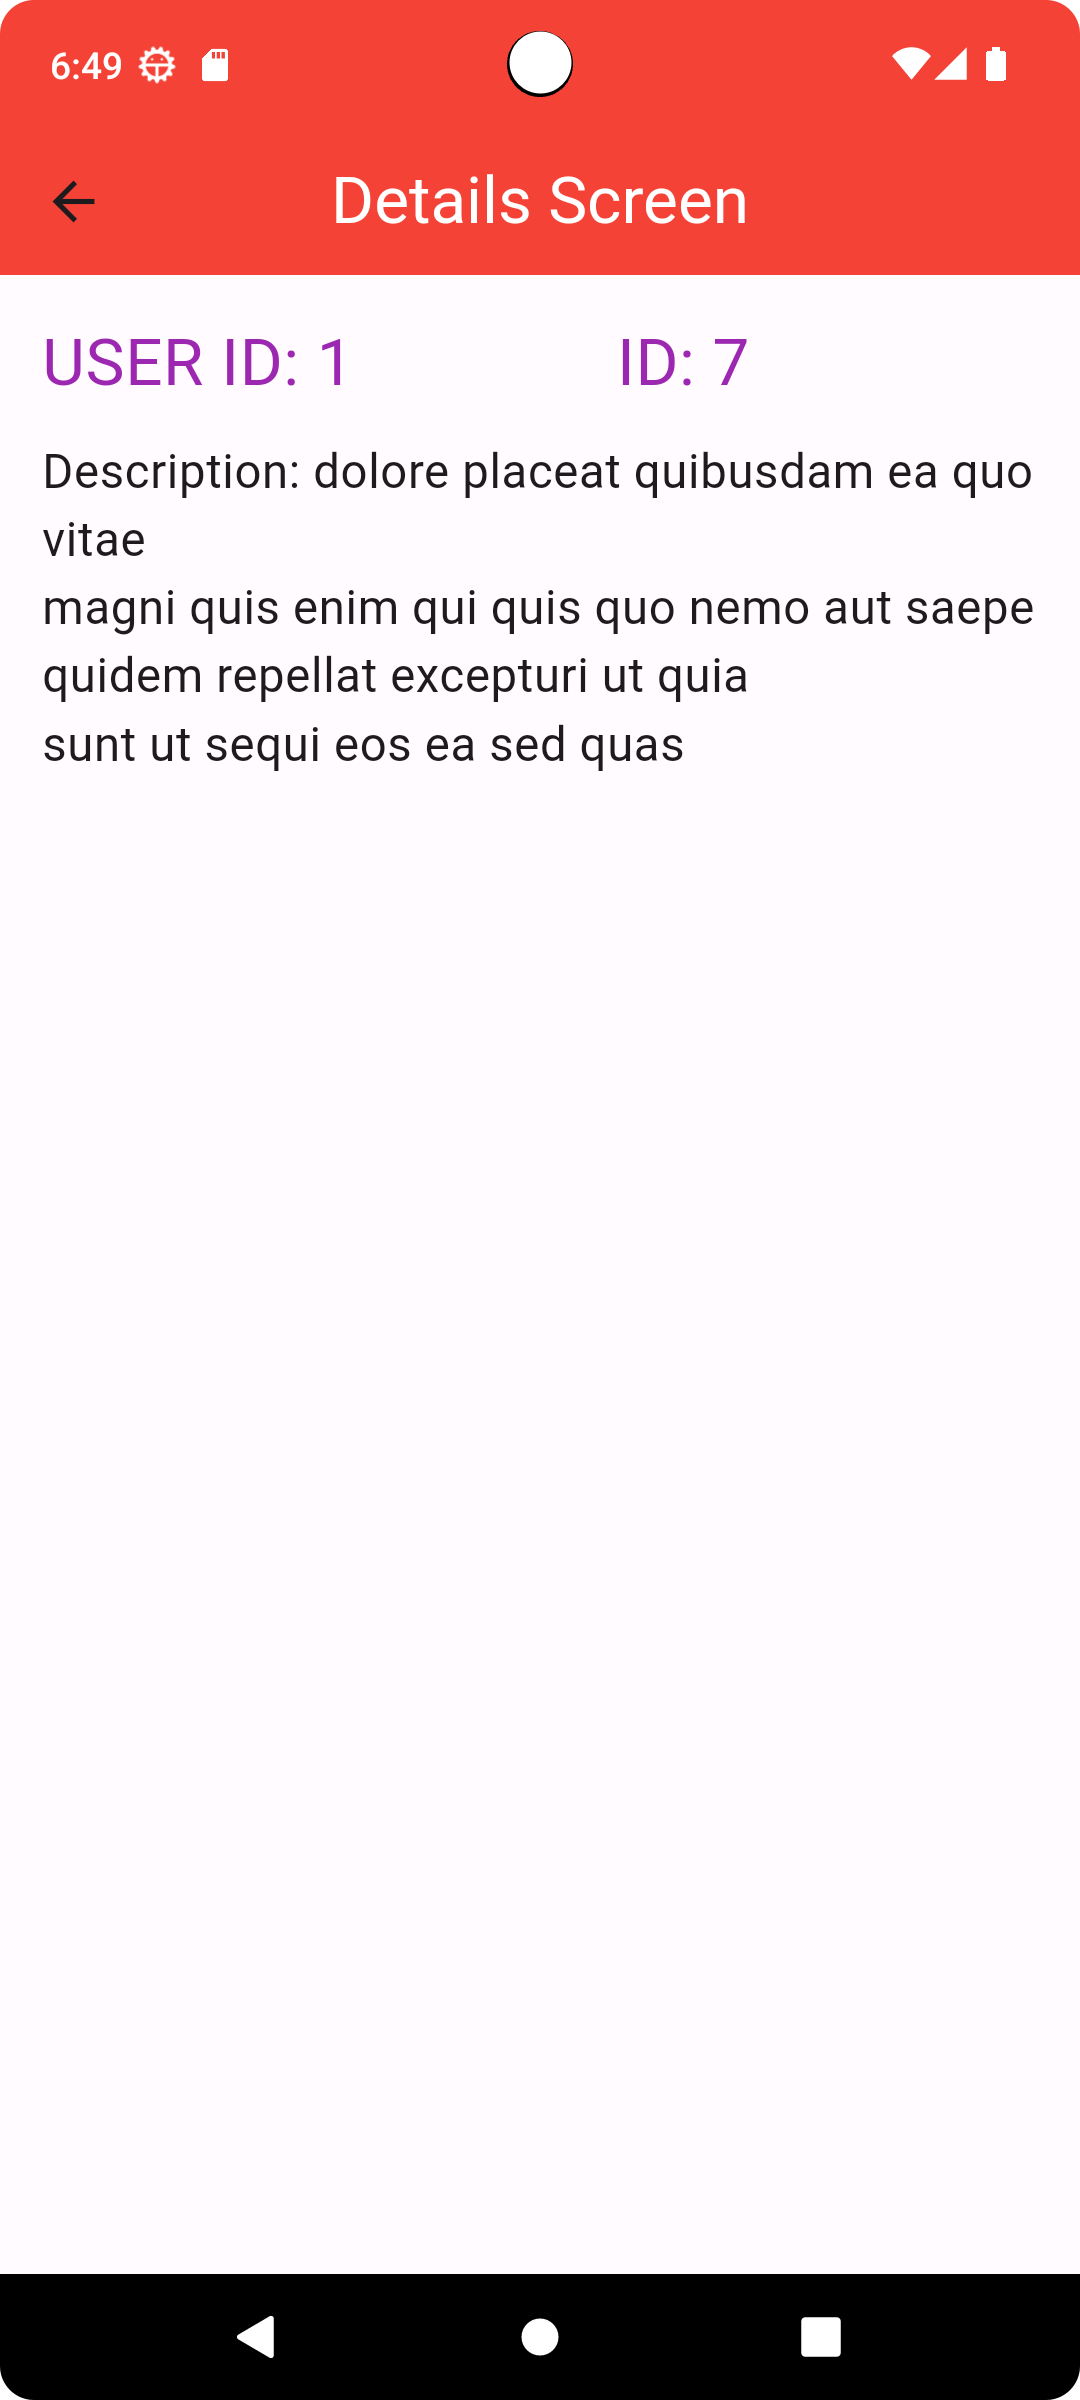 6:49
Details Screen
USER ID: 1 ID: 7
Description: dolore placeat quibusdam ea quo
vitae
magni quis enim qui quis quo nemo aut saepe
quidem repellat excepturi ut quia
sunt ut sequi eos ea sed quas